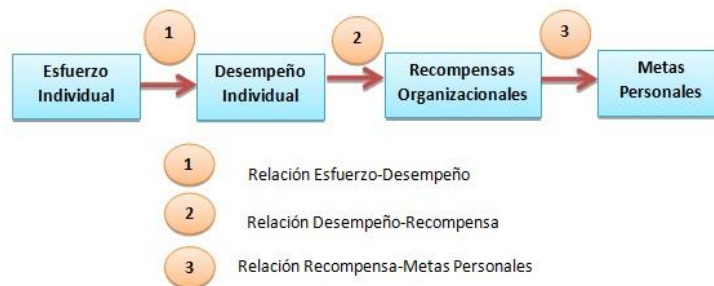 1
2
3
Esfuerzo
Individual
Desempeño
Individual
Recompensas
Organizacionales
Metas
Personales
1 Relación Esfuerzo-Desempeño
2 Relación Desempeño-Recompensa
3 Relación Recompensa-Metas Personales